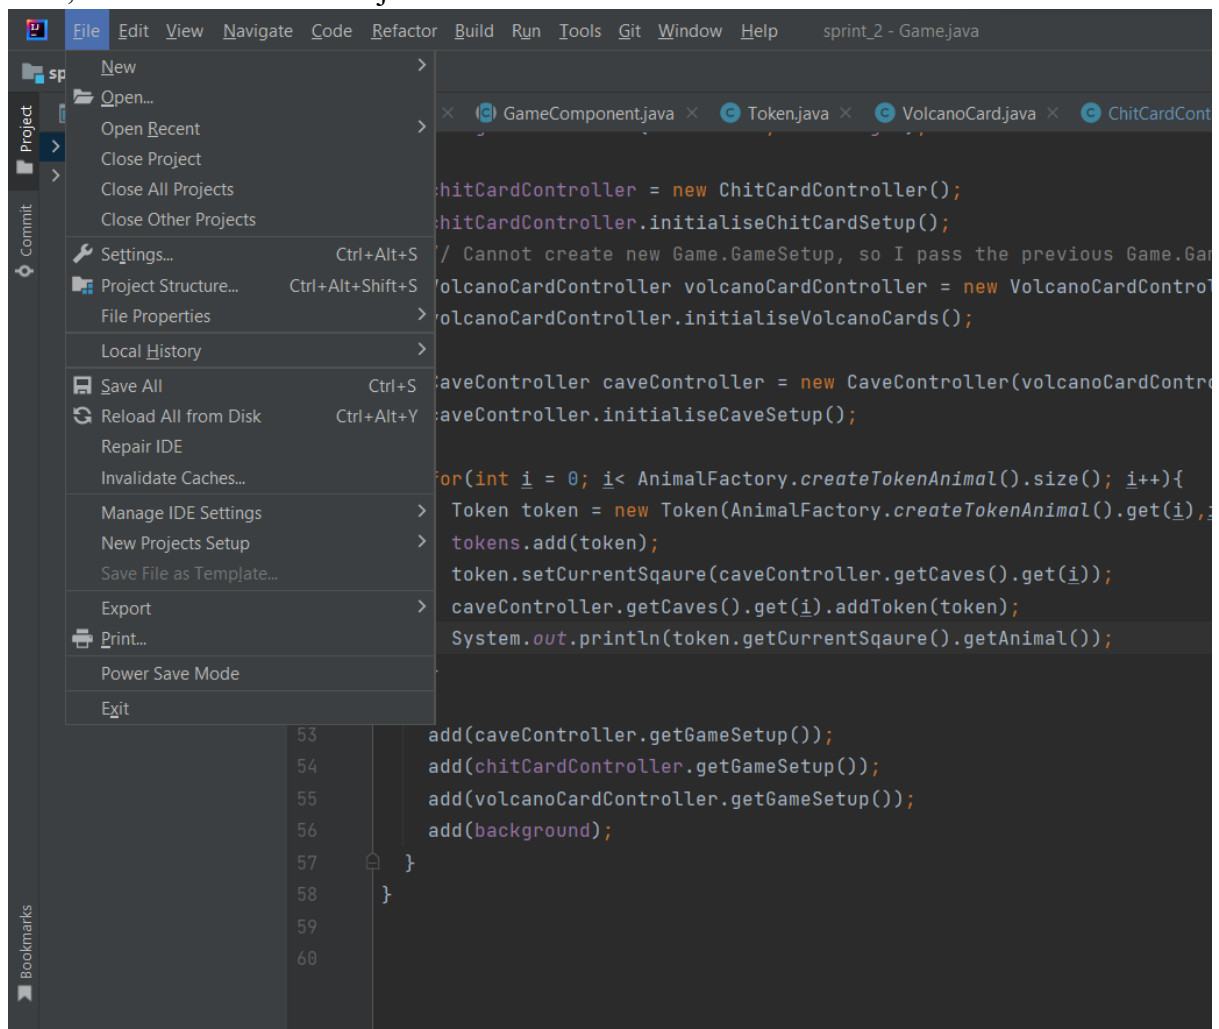 File Edit View Navigate Code Refactor Build Run Tools Git Window Help sprint_2 - Game.java
sp
New
Open...
Open Recent
Close Project
Close All Projects
Close Other Projects
Settings... Ctrl+Alt+S
Project Structure... Ctrl+Alt+Shift+S
File Properties
Local History
Save All Ctrl+S
Reload All from Disk Ctrl+Alt+Y
Repair IDE
Invalidate Caches...
Manage IDE Settings
New Projects Setup
Save File as Template...
Export
Print...
Power Save Mode
Exit
Project
Commit
Bookmarks
GameComponent.java Token.java VolcanoCard.java ChitCardCont
hitCardController = new ChitCardController();
hitCardController.initialiseChitCardSetup();
/ Cannot create new Game.GameSetup, so I pass the previous Game.Gam
olcanoCardController volcanoCardController = new VolcanoCardControl
olcanoCardController.initialiseVolcanoCards();
aveController caveController = new CaveController(volcanoCardContro
aveController.initialiseCaveSetup();
or(int i = 0; i< AnimalFactory.createTokenAnimal().size(); i++){
Token token = new Token(AnimalFactory.createTokenAnimal().get(i),
tokens.add(token);
token.setCurrentSqaure(caveController.getCaves().get(i));
caveController.getCaves().get(i).addToken(token);
System.out.println(token.getCurrentSqaure().getAnimal());
53 add(caveController.getGameSetup());
54 add(chitCardController.getGameSetup());
55 add(volcanoCardController.getGameSetup());
56 add(background);
57 }
58 }
59
60